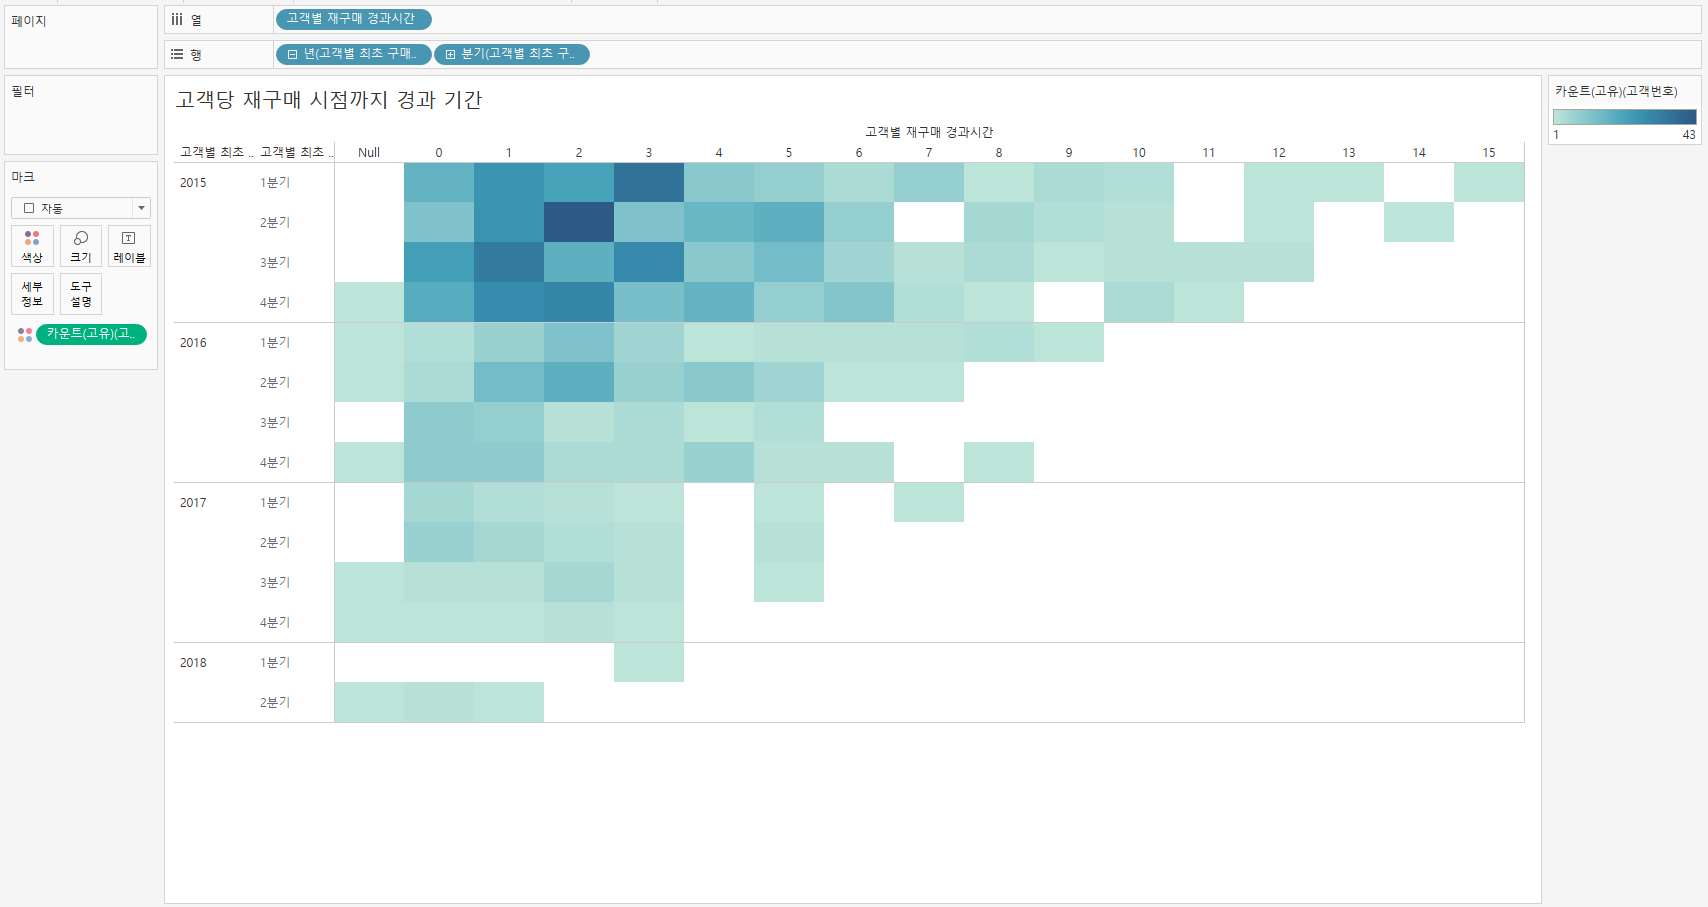 페이지
iii 열
고객별 재구매 경과시간
행
년(고객별 최초 구매..
분기(고객별 최초 구..
필터
마크
자동
색상
크기
레이블
세부
정보
도구
설명
카운트(고유)(고..
고객당 재구매 시점까지 경과 기간
고객별 재구매 경과시간
고객별 최초 .. 고객별 최초 .. Null 0 1 2 3 4 5 6 7 8 9 10 11 12 13 14 15
2015 1분기
2분기
3분기
4분기
2016 1분기
2분기
3분기
4분기
2017 1분기
2분기
3분기
4분기
2018 1분기
2분기
카운트(고유)(고객번호)
1 43